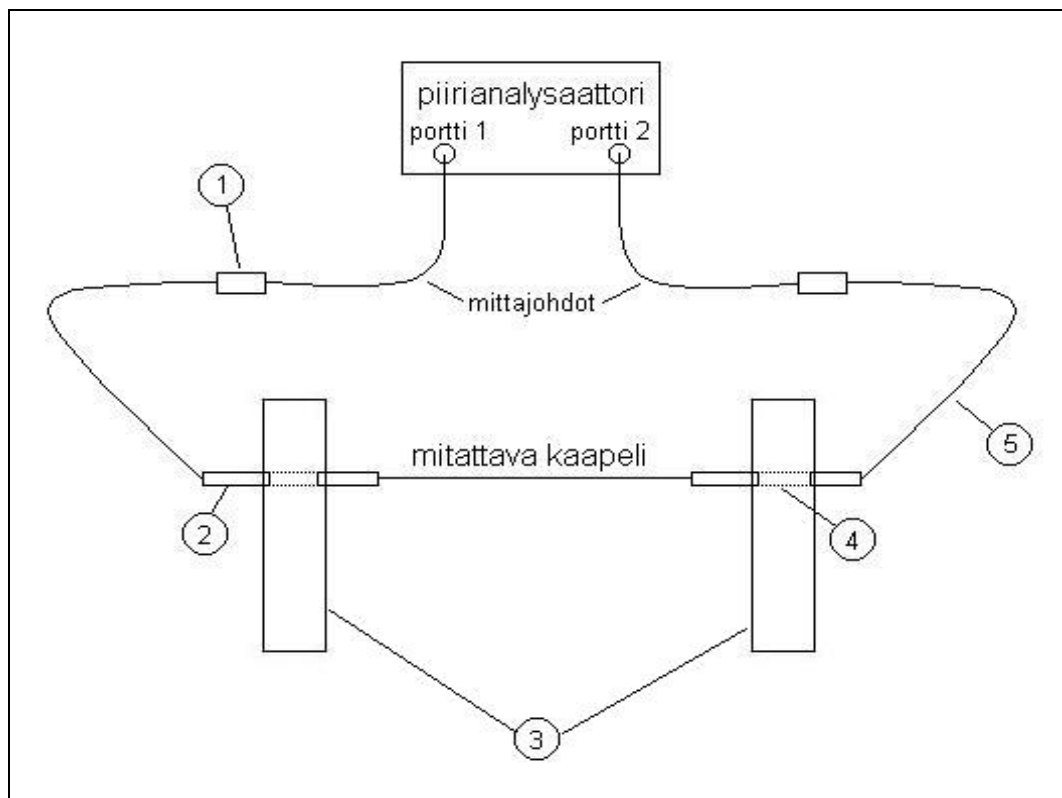 piirianalysaattori
portti 1 portti 2
1
mittajohdot
mitattava kaapeli
5
2
4
3